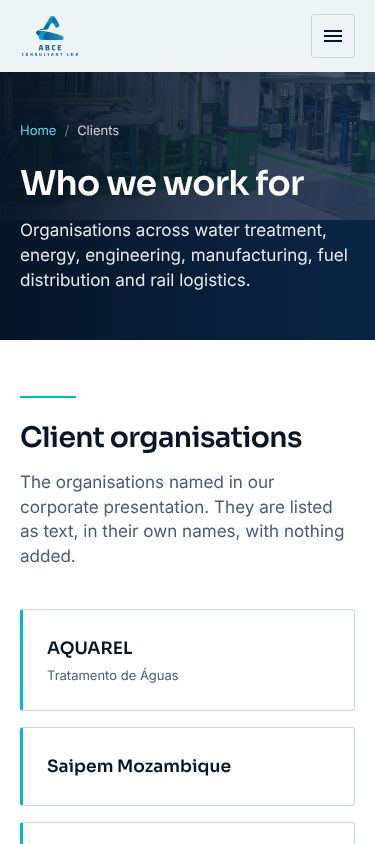 ABCE
CONSULTANT LDA
Home / Clients
Who we work for
Organisations across water treatment,
energy, engineering, manufacturing, fuel
distribution and rail logistics.
Client organisations
The organisations named in our
corporate presentation. They are listed
as text, in their own names, with nothing
added.
AQUAREL
Tratamento de Águas
Saipem Mozambique